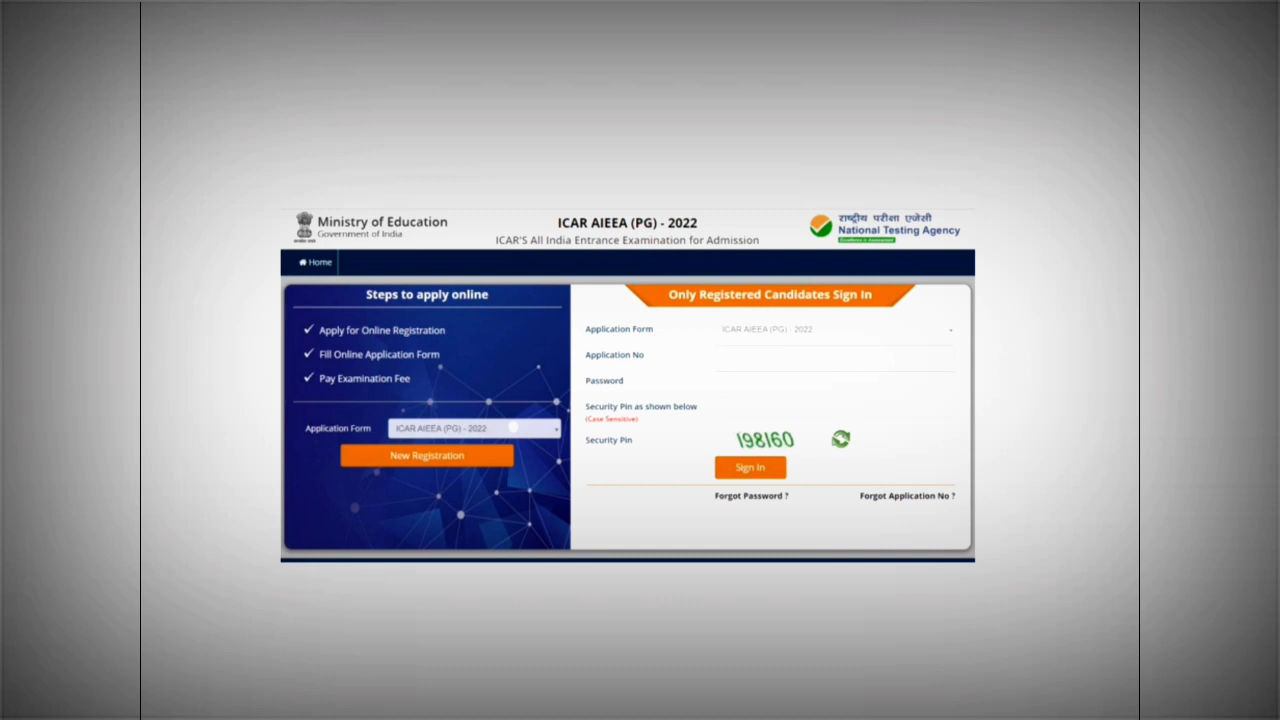 Ministry of Education
Government of India
ICAR AIEEA (PG) - 2022
ICAR'S All India Entrance Examination for Admission
राष्ट्रीय परीक्षा एजेंसी
National Testing Agency
Excellence in Assessment
Home
Steps to apply online
Apply for Online Registration
Fill Online Application Form
Pay Examination Fee
Application Form
ICAR AIEEA (PG) - 2022
New Registration
Only Registered Candidates Sign In
Application Form
ICAR AIEEA (PG) - 2022
Application No
Password
Security Pin as shown below
(Case Sensitive)
Security Pin
198160
Sign In
Forgot Password ?
Forgot Application No ?